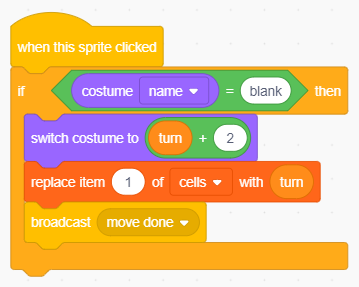 when this sprite clicked
if costume name = blank then
switch costume to turn + 2
replace item 1 of cells with turn
broadcast move done